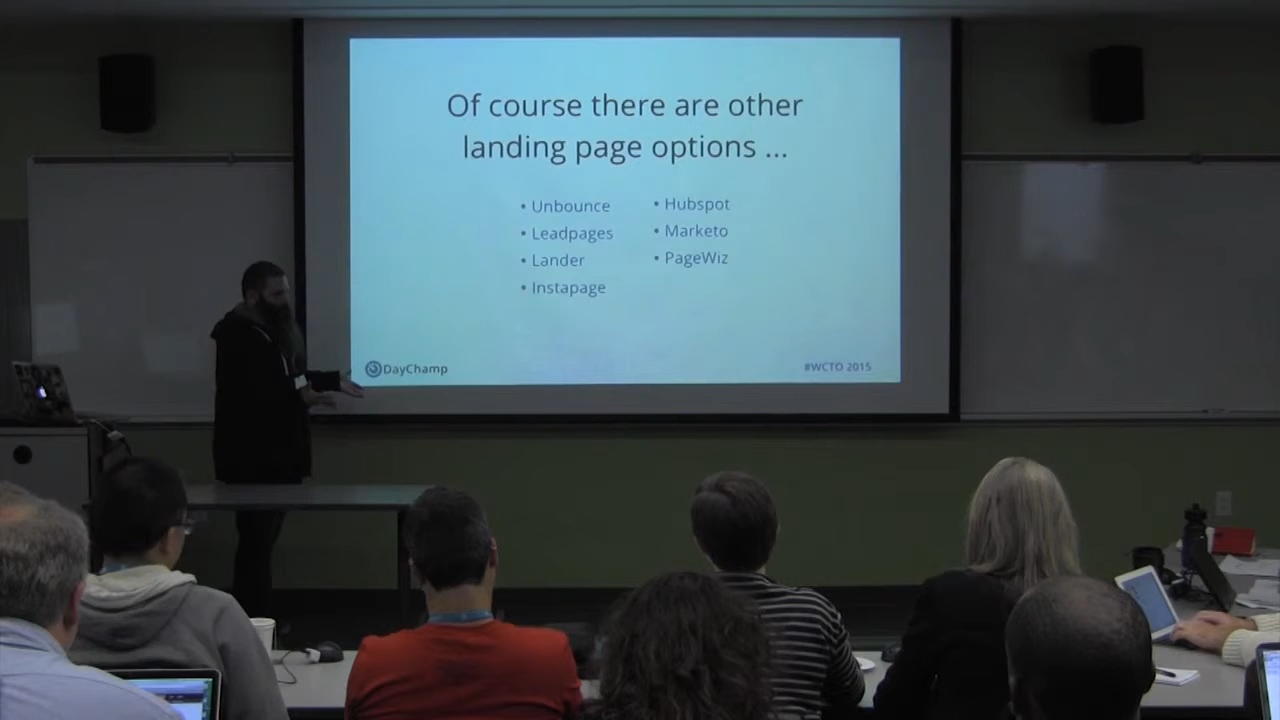 Of course there are other
landing page options ...
• Unbounce
• Leadpages
• Lander
• Instapage
• Hubspot
• Marketo
• PageWiz
DayChamp
#WCTO 2015